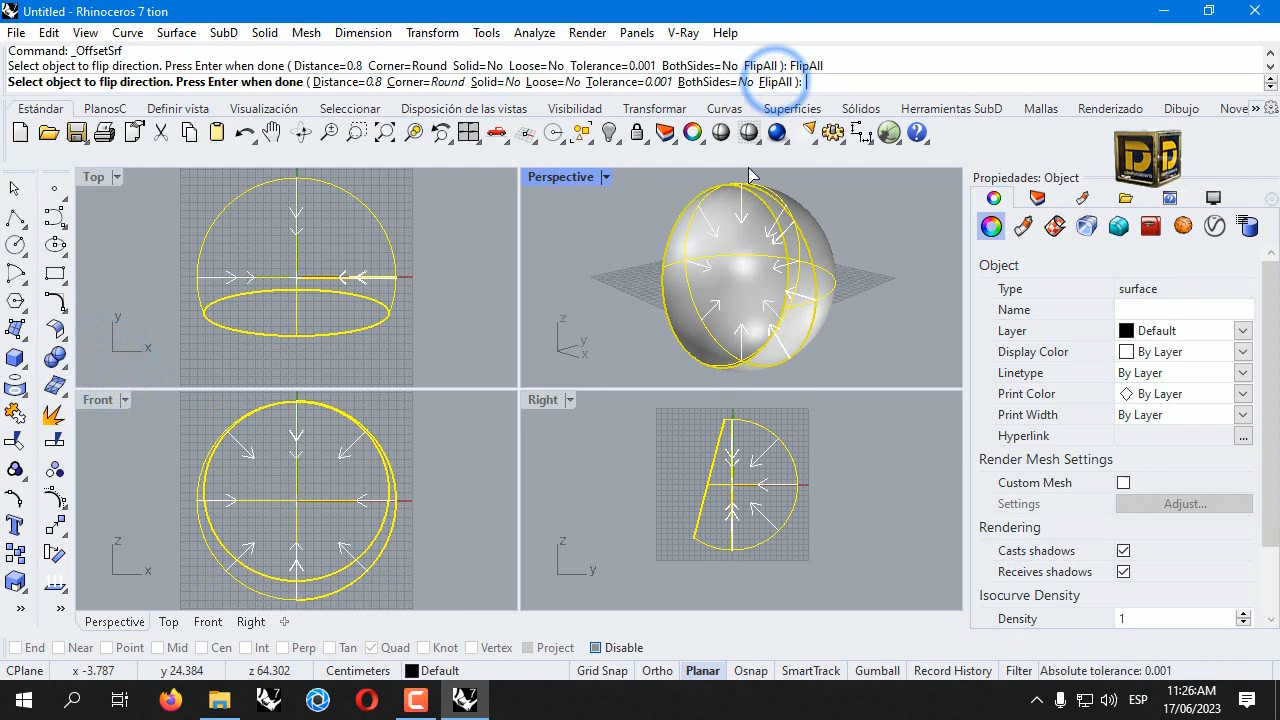 Untitled - Rhinoceros 7 tion
File Edit View Curve Surface SubD Solid Mesh Dimension Transform Tools Analyze Render Panels V-Ray Help
Command: _OffsetSrf
Select object to flip direction. Press Enter when done ( Distance=0.8 Corner=Round Solid=No Loose=No Tolerance=0.001 BothSides=No FlipAll ): FlipAll
Select object to flip direction. Press Enter when done ( Distance=0.8 Corner=Round Solid=No Loose=No Tolerance=0.001 BothSides=No FlipAll ):
Estándar PlanosC Definir vista Visualización Seleccionar Disposición de las vistas Visibilidad Transformar Curvas Superficies Sólidos Herramientas SubD Mallas Renderizado Dibujo Nove »
Top
Perspective
Propiedades: Object
Object
Type surface
Name
Layer Default
Display Color By Layer
Linetype By Layer
Print Color By Layer
Print Width By Layer
Hyperlink ...
Render Mesh Settings
Custom Mesh
Settings Adjust...
Rendering
Casts shadows
Receives shadows
Isocurve Density
Density 1
y
x
z
y
x
Front
Right
z
x
z
y
Perspective Top Front Right
End Near Point Mid Cen Int Perp Tan Quad Knot Vertex Project Disable
CPlane x -3.787 y 24.384 z 64.302 Centimeters Default Grid Snap Ortho Planar Osnap SmartTrack Gumball Record History Filter Absolute tolerance: 0.001
ESP
11:26AM
17/06/2023